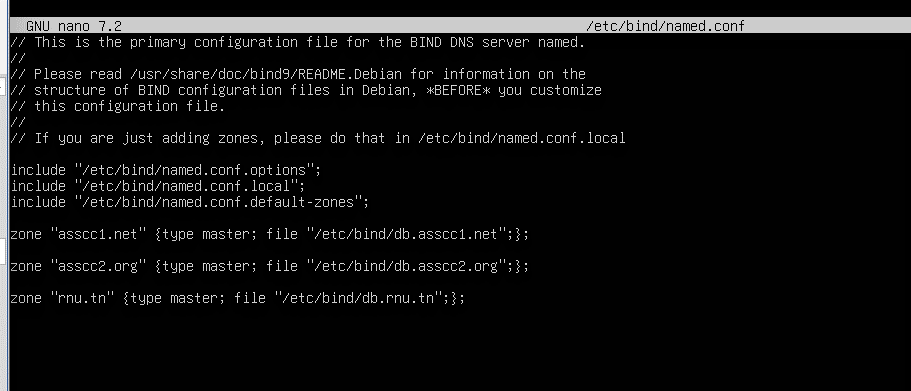 GNU nano 7.2 /etc/bind/named.conf
// This is the primary configuration file for the BIND DNS server named.
//
// Please read /usr/share/doc/bind9/README.Debian for information on the
// structure of BIND configuration files in Debian, *BEFORE* you customize
// this configuration file.
//
// If you are just adding zones, please do that in /etc/bind/named.conf.local
include "/etc/bind/named.conf.options";
include "/etc/bind/named.conf.local";
include "/etc/bind/named.conf.default-zones";
zone "asscc1.net" {type master; file "/etc/bind/db.asscc1.net";};
zone "asscc2.org" {type master; file "/etc/bind/db.asscc2.org";};
zone "rnu.tn" {type master; file "/etc/bind/db.rnu.tn";};